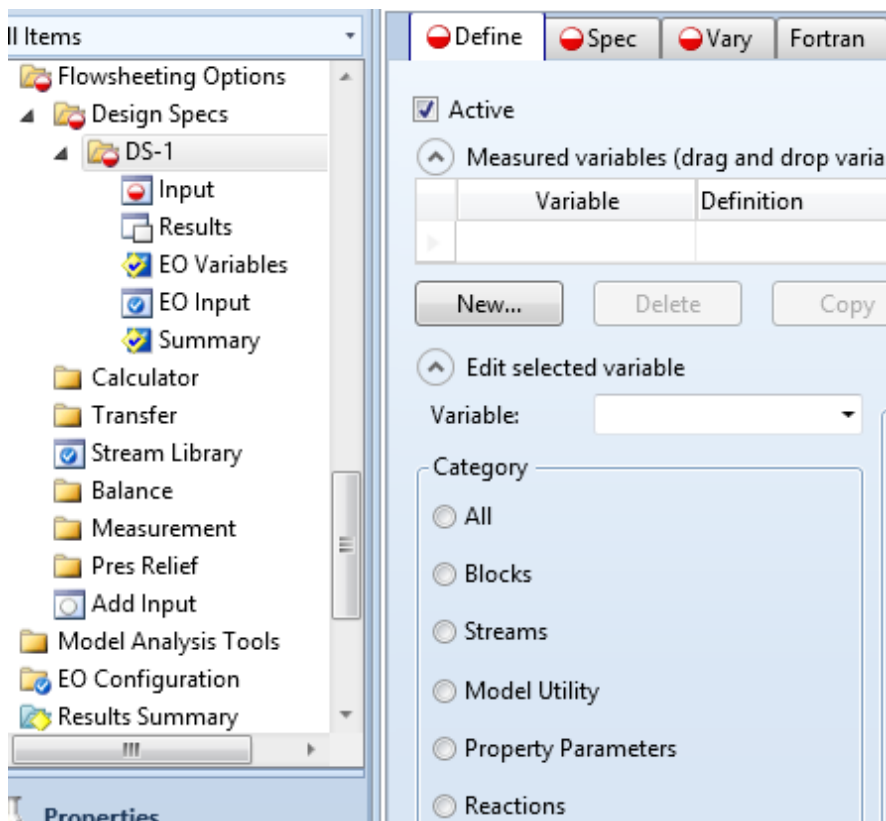 ll Items
Flowsheeting Options
Design Specs
DS-1
Input
Results
EO Variables
EO Input
Summary
Calculator
Transfer
Stream Library
Balance
Measurement
Pres Relief
Add Input
Model Analysis Tools
EO Configuration
Results Summary
Properties
Define Spec Vary Fortran
Active
Measured variables (drag and drop varia
Variable Definition
New... Delete Copy
Edit selected variable
Variable:
Category
All
Blocks
Streams
Model Utility
Property Parameters
Reactions